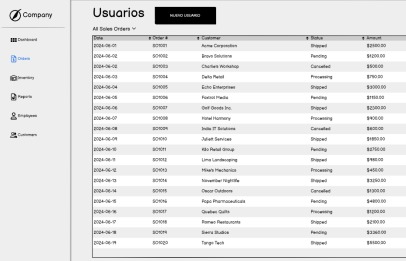 Company
Usuarios
NUEVO USUARIO
All Sales Orders
Dashboard
Orders
Inventory
Reports
Employees
Customers
Date Order # Customer Status Amount
2024-06-01 SO1001 Acme Corporation Shipped $2500.00
2024-06-02 SO1002 Bravo Solutions Pending $1200.00
2024-06-02 SO1003 Charlie's Workshop Cancelled $500.00
2024-06-03 SO1004 Delta Retail Processing $750.00
2024-06-04 SO1005 Echo Enterprises Shipped $3000.00
2024-06-05 SO1006 Foxtrot Media Pending $1150.00
2024-06-06 SO1007 Golf Goods Inc. Shipped $2300.00
2024-06-07 SO1008 Hotel Harmony Processing $400.00
2024-06-08 SO1009 India IT Solutions Cancelled $600.00
2024-06-09 SO1010 Juliett Services Shipped $1850.00
2024-06-10 SO1011 Kilo Retail Group Pending $2750.00
2024-06-11 SO1012 Lima Landscaping Shipped $980.00
2024-06-12 SO1013 Mike's Mechanics Processing $450.00
2024-06-13 SO1014 November Nightlife Shipped $3250.00
2024-06-14 SO1015 Oscar Outdoors Cancelled $1300.00
2024-06-15 SO1016 Papa Pharmaceuticals Pending $4800.00
2024-06-16 SO1017 Quebec Quilts Processing $1200.00
2024-06-17 SO1018 Romeo Restaurants Shipped $2100.00
2024-06-18 SO1019 Sierra Studios Pending
2024-06-19 SO1020 Tango Tech Shipped